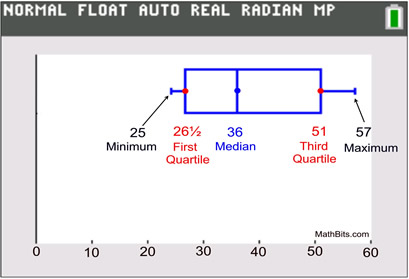 NORMAL FLOAT AUTO REAL RADIAN MP
25
Minimum
26½
First
Quartile
36
Median
51
Third
Quartile
57
Maximum
MathBits.com
0 10 20 30 40 50 60